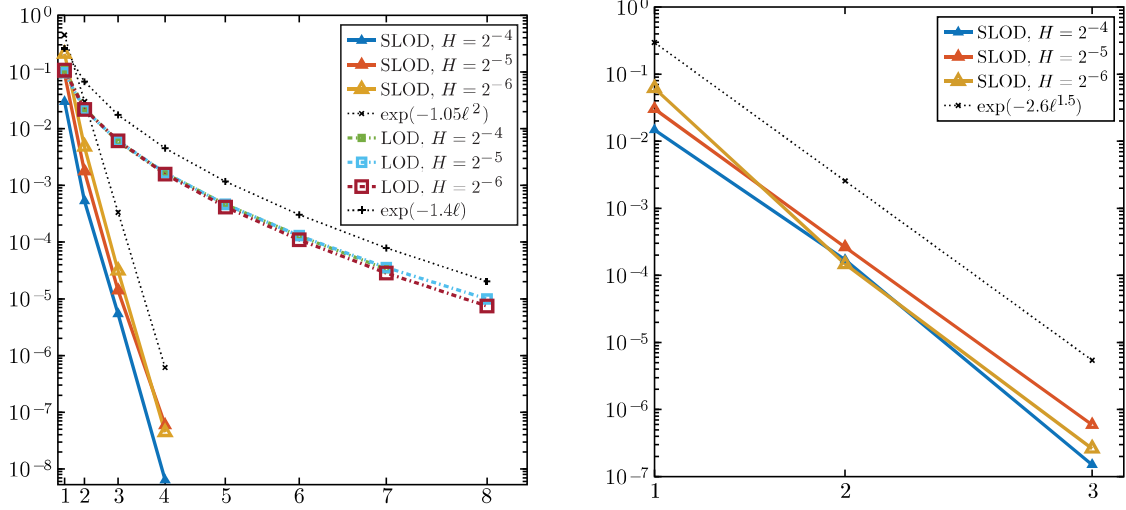 10^0
10^{-1}
10^{-2}
10^{-3}
10^{-4}
10^{-5}
10^{-6}
10^{-7}
10^{-8}
1 2 3 4 5 6 7 8
SLOD, H = 2^{-4}
SLOD, H = 2^{-5}
SLOD, H = 2^{-6}
exp(−1.05ℓ^2)
LOD, H = 2^{-4}
LOD, H = 2^{-5}
LOD, H = 2^{-6}
exp(−1.4ℓ)
10^0
10^{-1}
10^{-2}
10^{-3}
10^{-4}
10^{-5}
10^{-6}
10^{-7}
1 2 3
SLOD, H = 2^{-4}
SLOD, H = 2^{-5}
SLOD, H = 2^{-6}
exp(−2.6ℓ^{1.5})